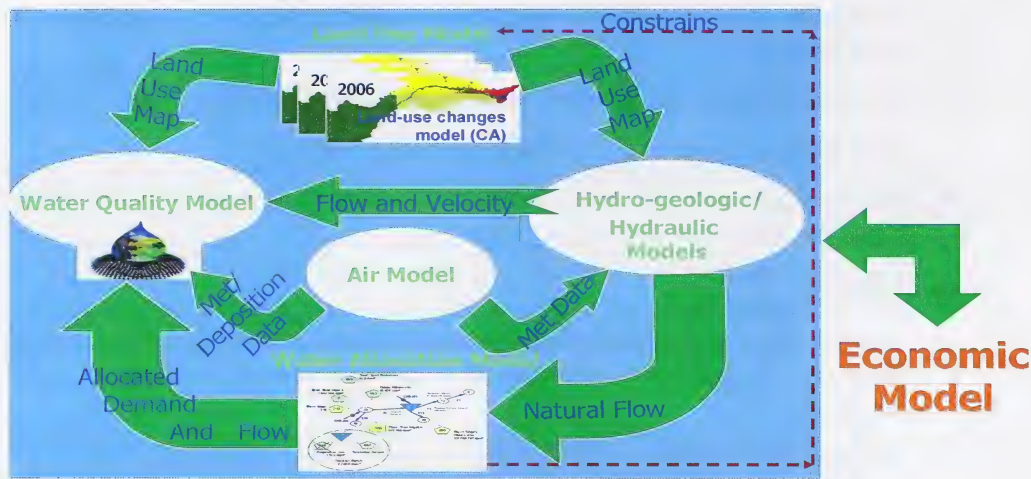 Constrains
Land Use Model
Land
Use
Map
Land
Use
Map
2006
Land-use changes
model (CA)
Water Quality Model
Flow and Velocity
Hydro-geologic/
Hydraulic
Models
Air Model
Met/
Deposition
Data
Met Data
Water Allocation Model
Allocated
Demand
And Flow
Natural Flow
Economic
Model